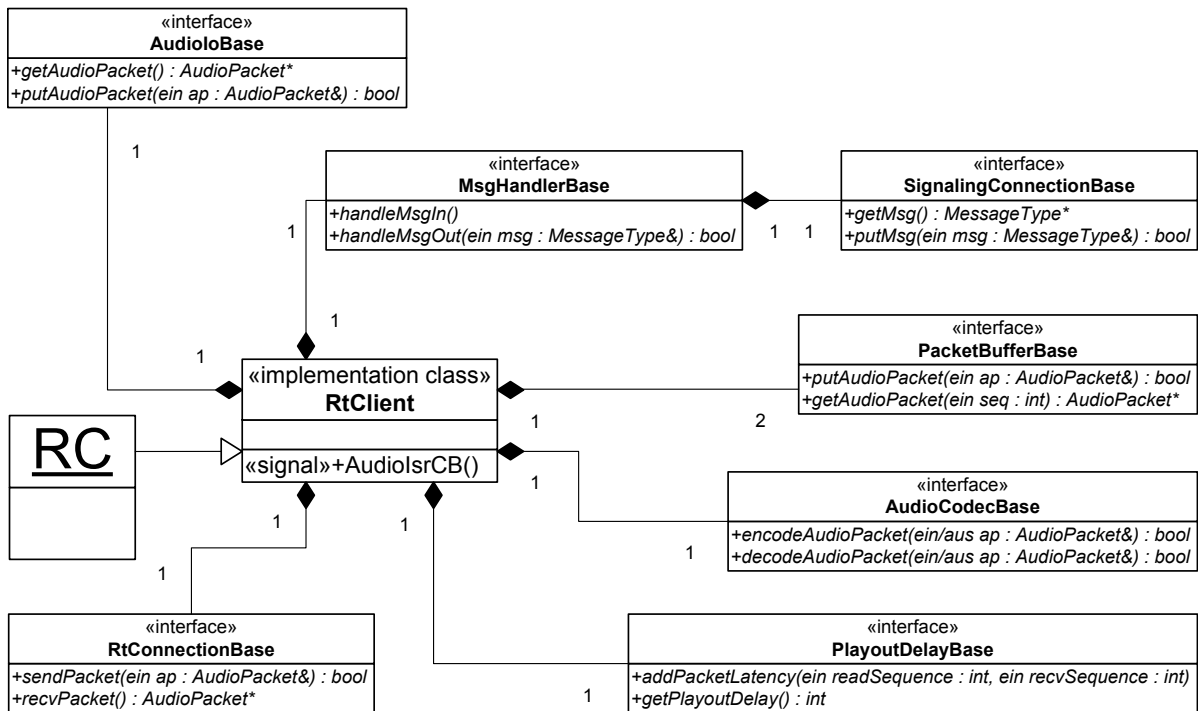 «interface»
AudioIoBase
+getAudioPacket() : AudioPacket*
+putAudioPacket(ein ap : AudioPacket&) : bool
1
«interface»
MsgHandlerBase
+handleMsgIn()
+handleMsgOut(ein msg : MessageType&) : bool
1
1
1
«interface»
SignalingConnectionBase
+getMsg() : MessageType*
+putMsg(ein msg : MessageType&) : bool
1
1
«interface»
PacketBufferBase
+putAudioPacket(ein ap : AudioPacket&) : bool
+getAudioPacket(ein seq : int) : AudioPacket*
«implementation class»
RtClient
«signal»+AudioIsrCB()
1
2
RC
1
1
«interface»
AudioCodecBase
+encodeAudioPacket(ein/aus ap : AudioPacket&) : bool
+decodeAudioPacket(ein/aus ap : AudioPacket&) : bool
1
1
1
«interface»
RtConnectionBase
+sendPacket(ein ap : AudioPacket&) : bool
+recvPacket() : AudioPacket*
1
«interface»
PlayoutDelayBase
+addPacketLatency(ein readSequence : int, ein recvSequence : int)
+getPlayoutDelay() : int